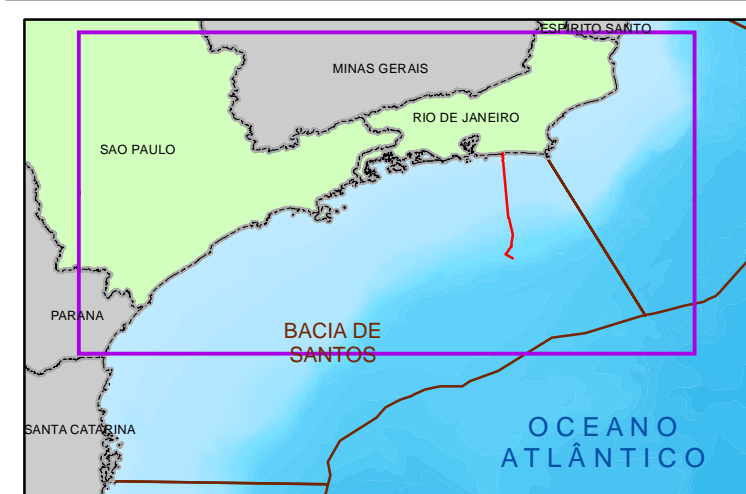 ESPIRITO SANTO
MINAS GERAIS
RIO DE JANEIRO
SAO PAULO
PARANA
BACIA DE
SANTOS
SANTA CATARINA
OCEANO
ATLÂNTICO